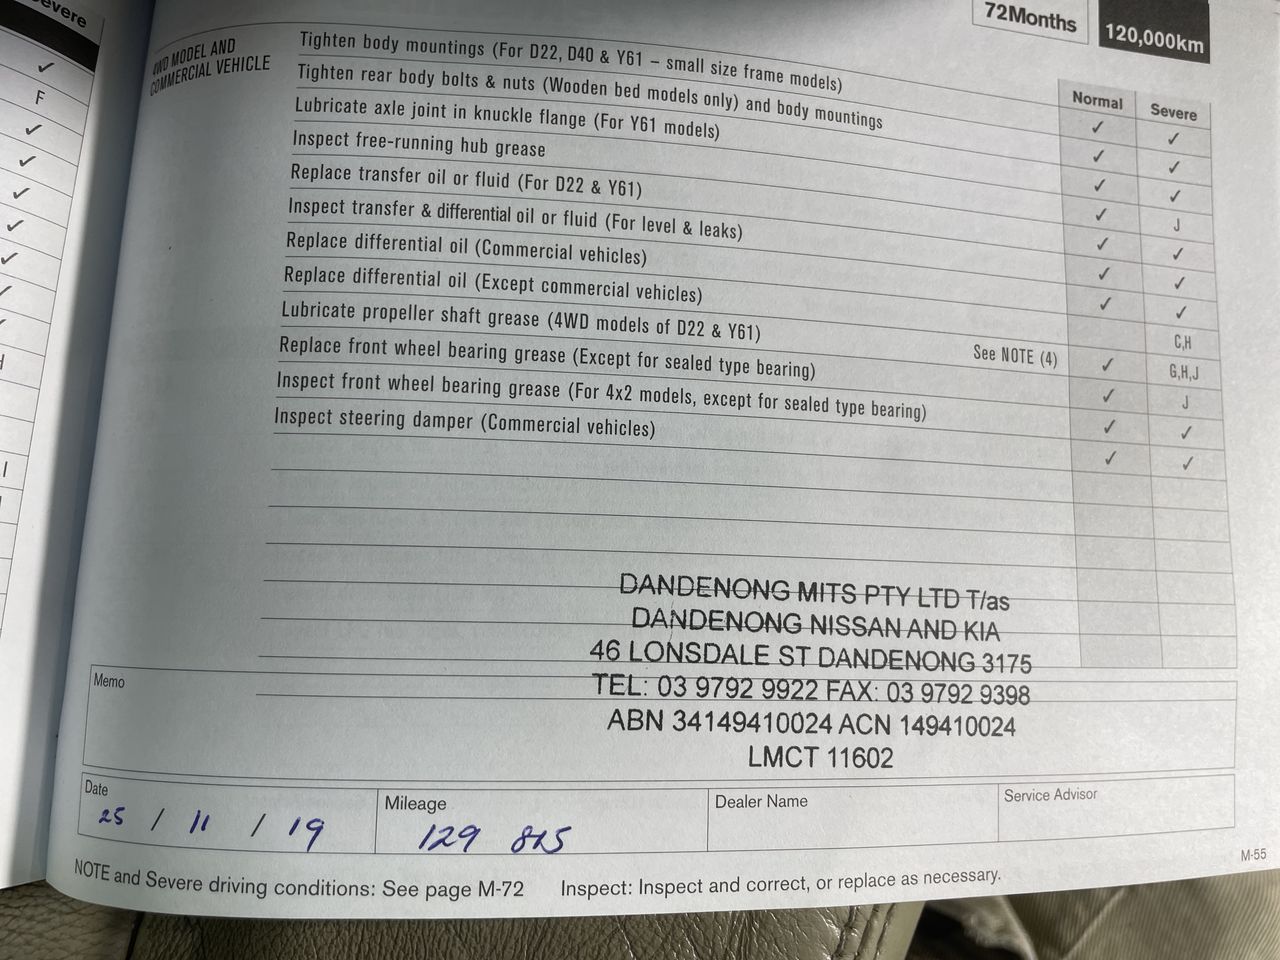 evere
✓
F
✓
✓
✓
✓
✓
72Months
120,000km
4WD MODEL AND
COMMERCIAL VEHICLE
Normal Severe
Tighten body mountings (For D22, D40 & Y61 – small size frame models) ✓ ✓
Tighten rear body bolts & nuts (Wooden bed models only) and body mountings ✓ ✓
Lubricate axle joint in knuckle flange (For Y61 models) ✓ ✓
Inspect free-running hub grease ✓ J
Replace transfer oil or fluid (For D22 & Y61) ✓ ✓
Inspect transfer & differential oil or fluid (For level & leaks) ✓ ✓
Replace differential oil (Commercial vehicles) ✓ ✓
Replace differential oil (Except commercial vehicles) C,H
Lubricate propeller shaft grease (4WD models of D22 & Y61) See NOTE (4) ✓ G,H,J
Replace front wheel bearing grease (Except for sealed type bearing) ✓ J
Inspect front wheel bearing grease (For 4x2 models, except for sealed type bearing) ✓ ✓
Inspect steering damper (Commercial vehicles) ✓ ✓
DANDENONG MITS PTY LTD T/as
DANDENONG NISSAN AND KIA
46 LONSDALE ST DANDENONG 3175
TEL: 03 9792 9922 FAX: 03 9792 9398
ABN 34149410024 ACN 149410024
LMCT 11602
Memo
Date
25 / 11 / 19
Mileage
129 815
Dealer Name
Service Advisor
M-55
NOTE and Severe driving conditions: See page M-72 Inspect: Inspect and correct, or replace as necessary.